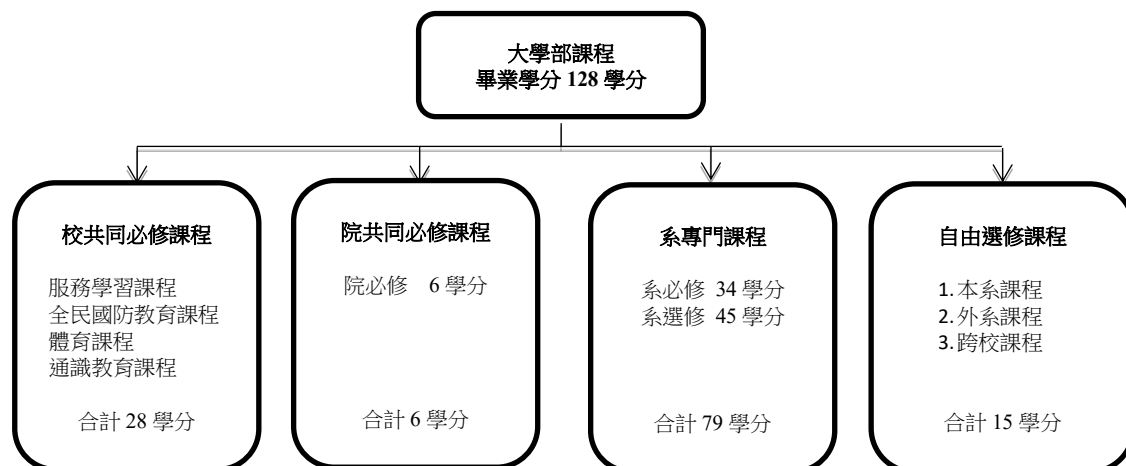 大學部課程
畢業學分 128 學分
校共同必修課程
服務學習課程
全民國防教育課程
體育課程
通識教育課程
合計 28 學分
院共同必修課程
院必修 6 學分
合計 6 學分
系專門課程
系必修 34 學分
系選修 45 學分
合計 79 學分
自由選修課程
1.本系課程
2.外系課程
3.跨校課程
合計 15 學分